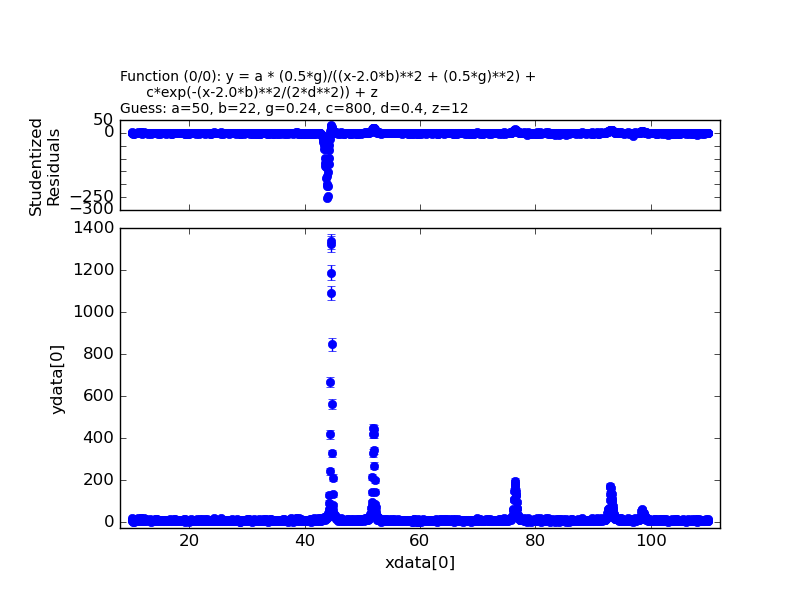 Function (0/0): y = a * (0.5*g)/((x-2.0*b)**2 + (0.5*g)**2) +
c*exp(-(x-2.0*b)**2/(2*d**2)) + z
Guess: a=50, b=22, g=0.24, c=800, d=0.4, z=12
Studentized
Residuals
50
0
−250
−300
ydata[0]
1400
1200
1000
800
600
400
200
0
20 40 60 80 100
xdata[0]